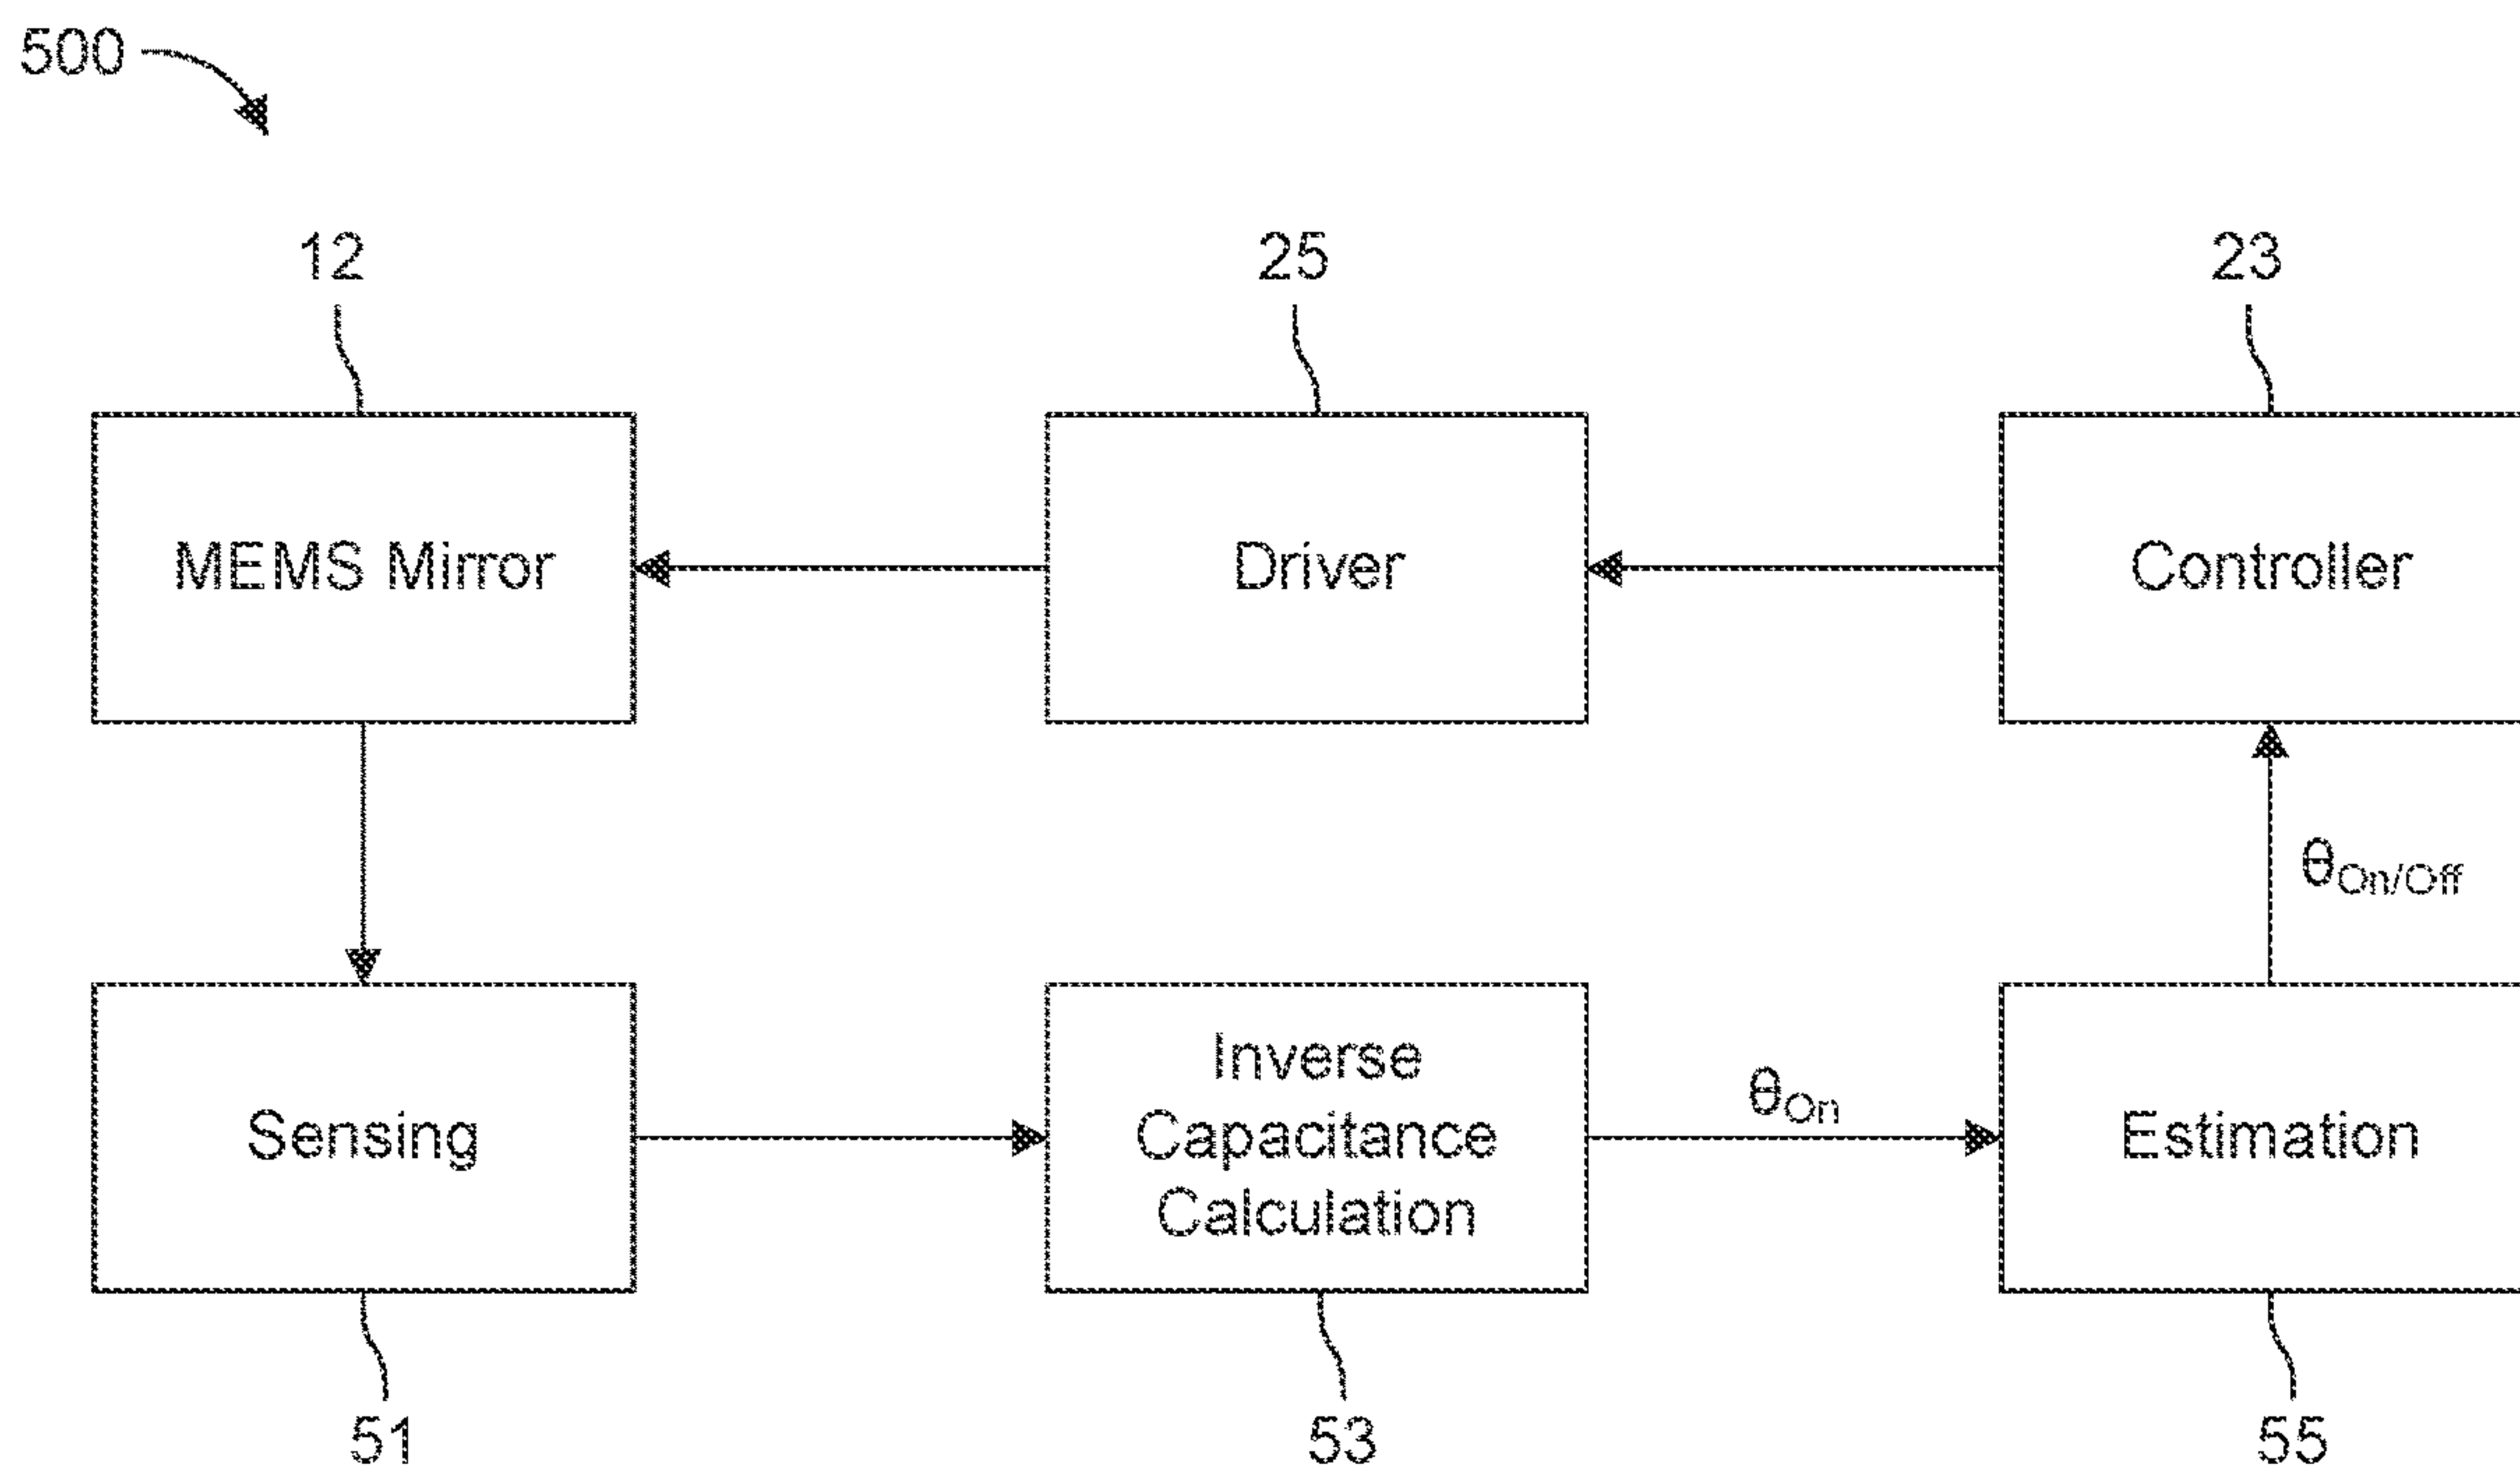 500
12
25
23
MEMS Mirror
Driver
Controller
θOn/Off
Sensing
Inverse
Capacitance
Calculation
θOn
Estimation
51
53
55